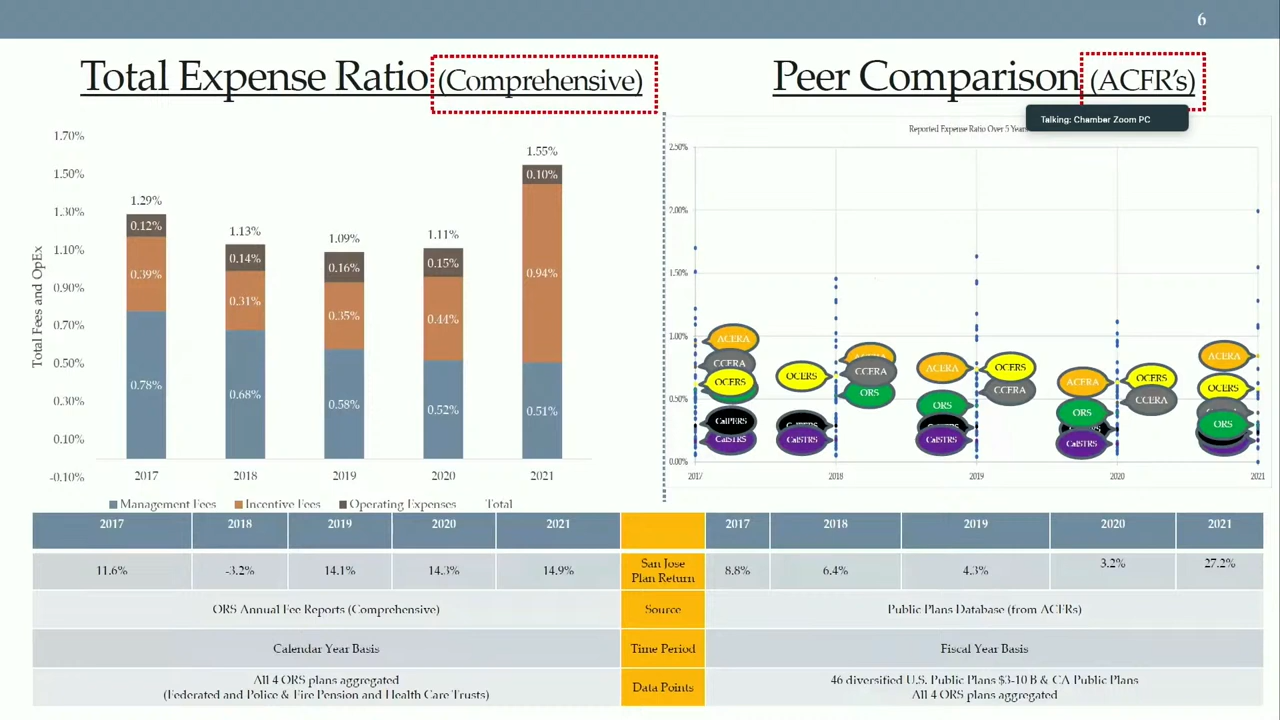 6
Total Expense Ratio (Comprehensive)
Peer Comparison (ACFR's)
Talking: Chamber Zoom PC
Total Fees and OpEx
1.70%
1.50%
1.30%
1.10%
0.90%
0.70%
0.50%
0.30%
0.10%
-0.10%
1.29%
0.12%
0.39%
0.78%
1.13%
0.14%
0.31%
0.68%
1.09%
0.16%
0.35%
0.58%
1.11%
0.15%
0.44%
0.52%
1.55%
0.10%
0.94%
0.51%
2017 2018 2019 2020 2021
Management Fees Incentive Fees Operating Expenses Total
Reported Expense Ratio Over 5
2.50%
2.00%
1.50%
1.00%
0.50%
0.00%
ACERA
CCERA
OCERS
CalPERS
CalSTRS
OCERS
CalSTRS
CCERA
ORS
ACERA
ORS
CalSTRS
OCERS
CCERA
ACERA
ORS
CalSTRS
OCERS
CCERA
ACERA
OCERS
ORS
2017 2018 2019 2020 2021
2017 2018 2019 2020 2021 2017 2018 2019 2020 2021
11.6% -3.2% 14.1% 14.3% 14.9% San Jose Plan Return 8.8% 6.4% 4.3% 3.2% 27.2%
ORS Annual Fee Reports (Comprehensive) Source Public Plans Database (from ACFRs)
Calendar Year Basis Time Period Fiscal Year Basis
All 4 ORS plans aggregated
(Federated and Police & Fire Pension and Health Care Trusts)
Data Points
46 diversified U.S. Public Plans $3-10 B & CA Public Plans
All 4 ORS plans aggregated